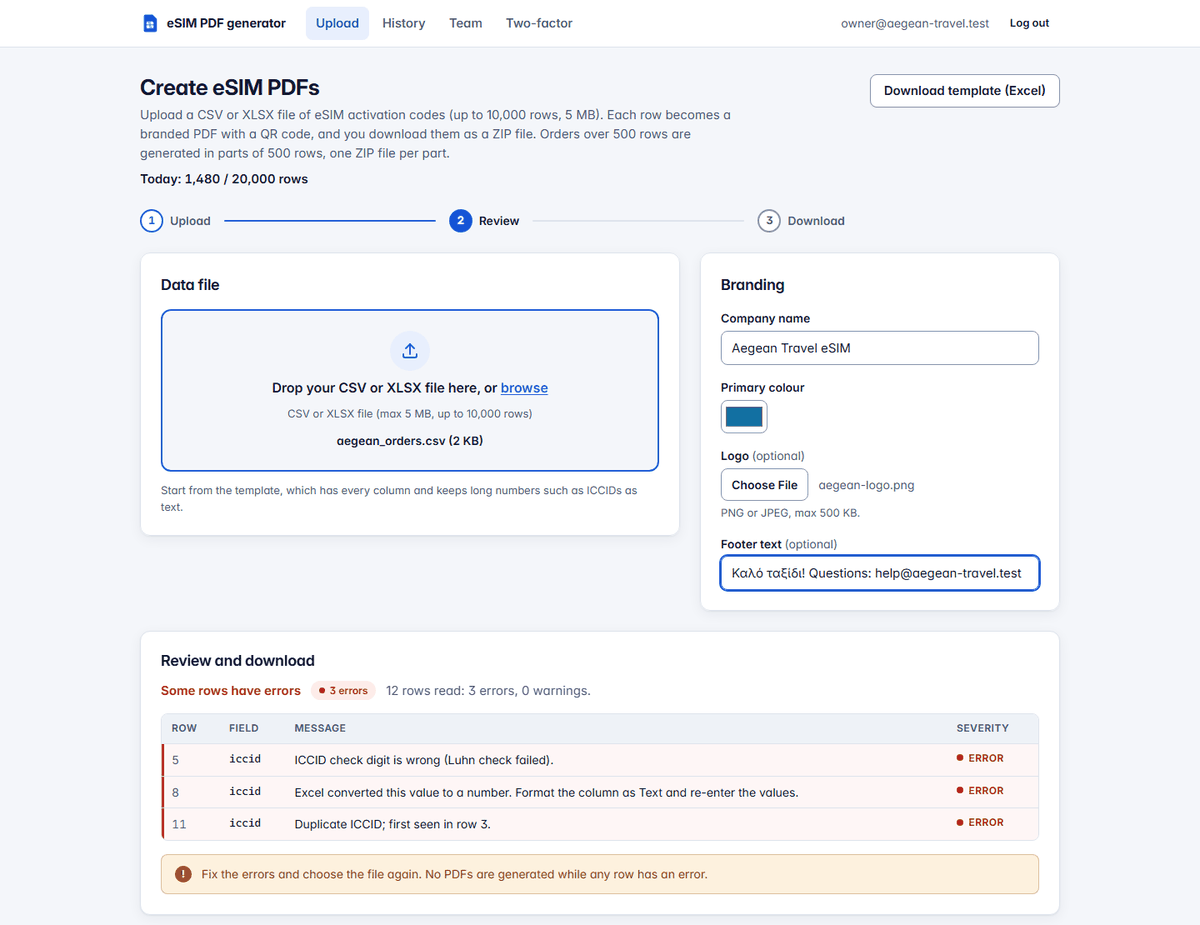 eSIM PDF generator
Upload
History
Team
Two-factor
owner@aegean-travel.test
Log out
Create eSIM PDFs
Download template (Excel)
Upload a CSV or XLSX file of eSIM activation codes (up to 10,000 rows, 5 MB). Each row becomes a
branded PDF with a QR code, and you download them as a ZIP file. Orders over 500 rows are
generated in parts of 500 rows, one ZIP file per part.
Today: 1,480 / 20,000 rows
1 Upload
2 Review
3 Download
Data file
Drop your CSV or XLSX file here, or browse
CSV or XLSX file (max 5 MB, up to 10,000 rows)
aegean_orders.csv (2 KB)
Start from the template, which has every column and keeps long numbers such as ICCIDs as
text.
Branding
Company name
Aegean Travel eSIM
Primary colour
Logo (optional)
Choose File aegean-logo.png
PNG or JPEG, max 500 KB.
Footer text (optional)
Καλό ταξίδι! Questions: help@aegean-travel.test
Review and download
Some rows have errors 3 errors 12 rows read: 3 errors, 0 warnings.
ROW FIELD MESSAGE SEVERITY
5 iccid ICCID check digit is wrong (Luhn check failed). ERROR
8 iccid Excel converted this value to a number. Format the column as Text and re-enter the values. ERROR
11 iccid Duplicate ICCID; first seen in row 3. ERROR
! Fix the errors and choose the file again. No PDFs are generated while any row has an error.